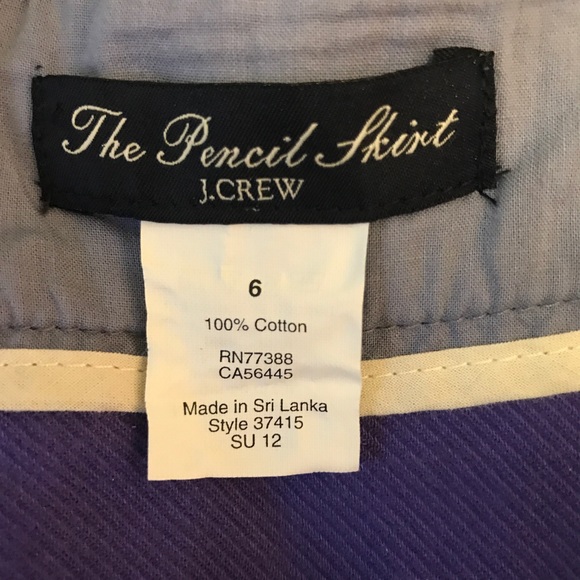 The Pencil Skirt
J.CREW
6
100% Cotton
RN77388
CA56445
Made in Sri Lanka
Style 37415
SU 12